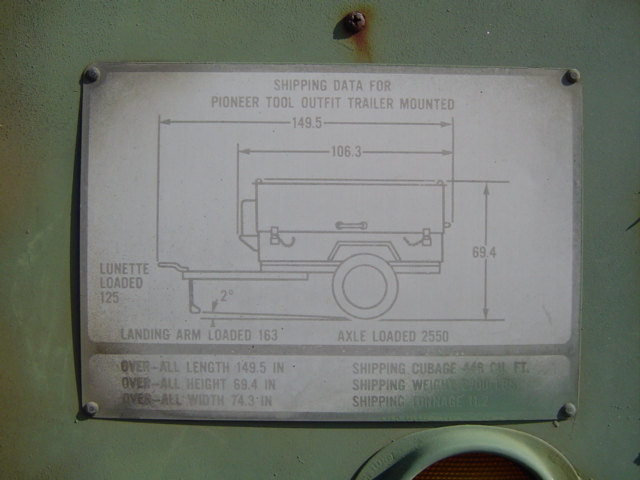 SHIPPING DATA FOR
PIONEER TOOL OUTFIT TRAILER MOUNTED
149.5
106.3
69.4
LUNETTE
LOADED
125
2°
LANDING ARM LOADED 163
AXLE LOADED 2550
OVER-ALL LENGTH 149.5 IN
OVER-ALL HEIGHT 69.4 IN
OVER-ALL WIDTH 74.3 IN
SHIPPING CUBAGE 446 CU. FT.
SHIPPING WEIGHT
SHIPPING TONNAGE